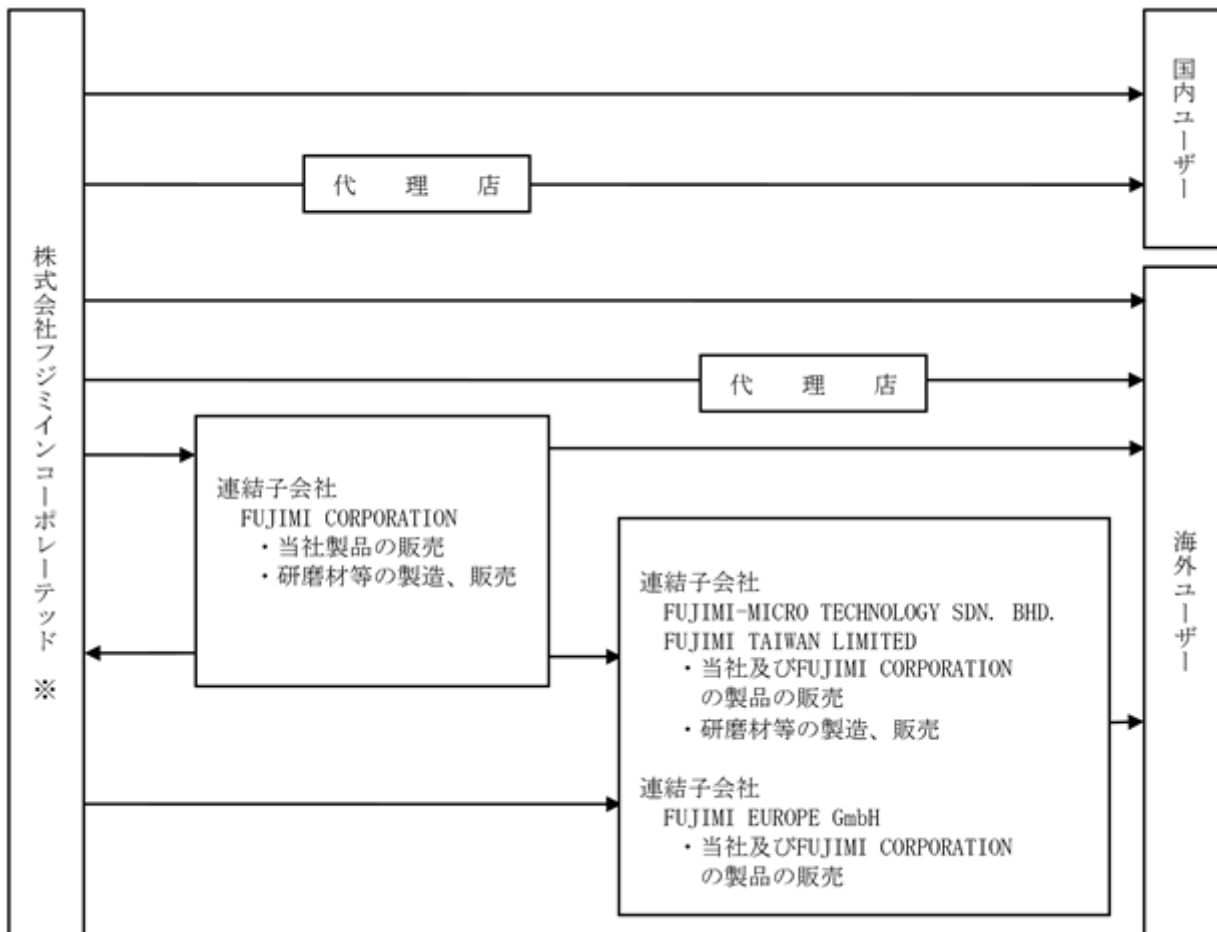 株式会社フジミインコーポレーテッド ※
国内ユーザー
代 理 店
海外ユーザー
代 理 店
連結子会社
FUJIMI CORPORATION
・当社製品の販売
・研磨材等の製造、販売
連結子会社
FUJIMI-MICRO TECHNOLOGY SDN. BHD.
FUJIMI TAIWAN LIMITED
・当社及びFUJIMI CORPORATION
の製品の販売
・研磨材等の製造、販売
連結子会社
FUJIMI EUROPE GmbH
・当社及びFUJIMI CORPORATION
の製品の販売